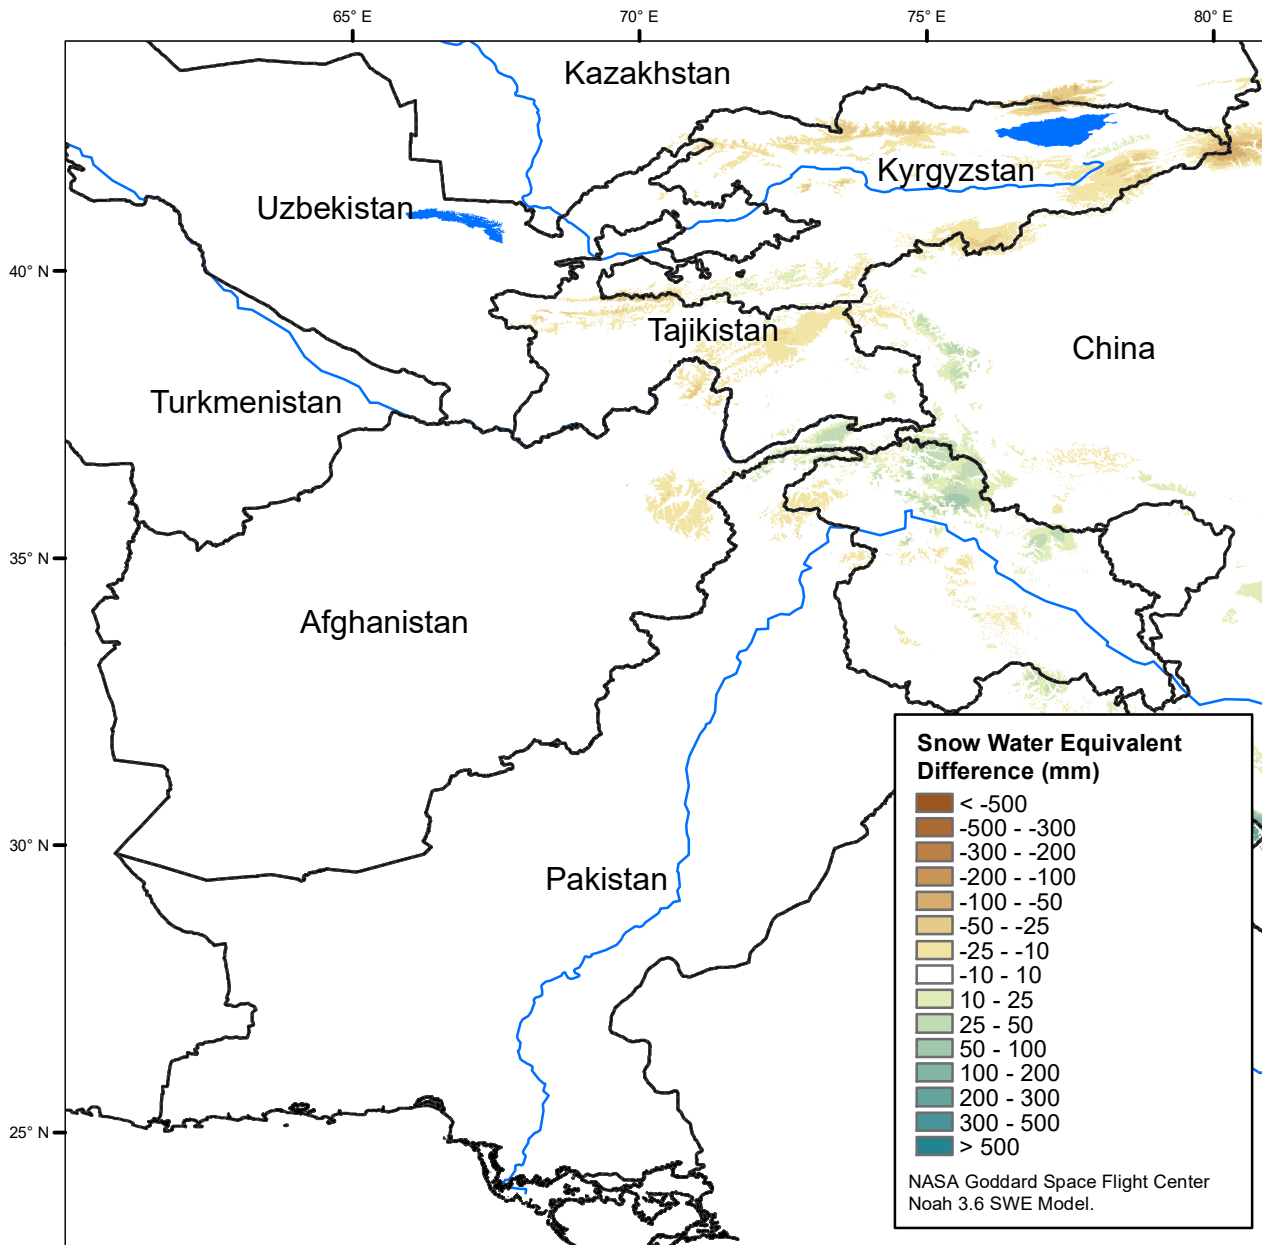 65° E
70° E
75° E
80° E
Kazakhstan
Kyrgyzstan
Uzbekistan
40° N
Tajikistan
China
Turkmenistan
35° N
Afghanistan
Snow Water Equivalent
Difference (mm)
< -500
-500 - -300
-300 - -200
-200 - -100
-100 - -50
-50 - -25
-25 - -10
-10 - 10
10 - 25
25 - 50
50 - 100
100 - 200
200 - 300
300 - 500
> 500
NASA Goddard Space Flight Center
Noah 3.6 SWE Model.
30° N
Pakistan
25° N